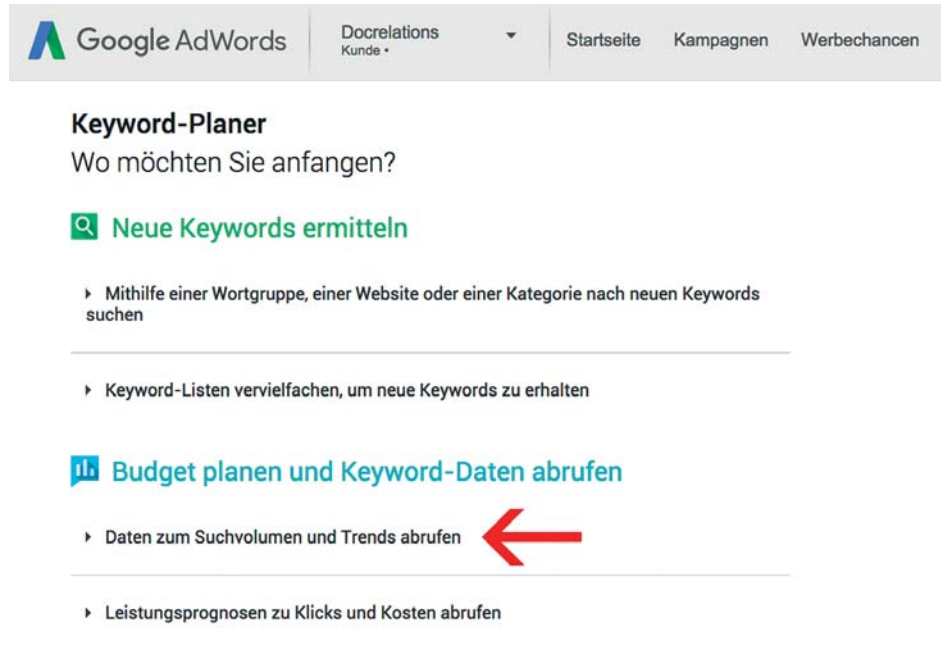 Google AdWords
Docrelations
Kunde •
Startseite
Kampagnen
Werbechancen
Keyword-Planer
Wo möchten Sie anfangen?
Neue Keywords ermitteln
Mithilfe einer Wortgruppe, einer Website oder einer Kategorie nach neuen Keywords
suchen
Keyword-Listen vervielfachen, um neue Keywords zu erhalten
Budget planen und Keyword-Daten abrufen
Daten zum Suchvolumen und Trends abrufen
Leistungsprognosen zu Klicks und Kosten abrufen